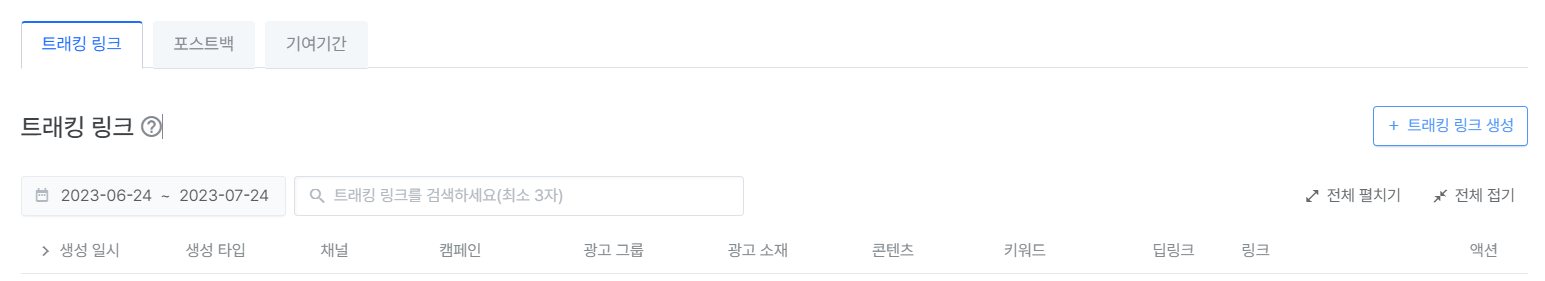 트래킹 링크 포스트백 기여기간
트래킹 링크 ?
+ 트래킹 링크 생성
2023-06-24 ~ 2023-07-24 트래킹 링크를 검색하세요(최소 3자) 전체 펼치기 전체 접기
> 생성 일시 생성 타입 채널 캠페인 광고 그룹 광고 소재 콘텐츠 키워드 딥링크 링크 액션